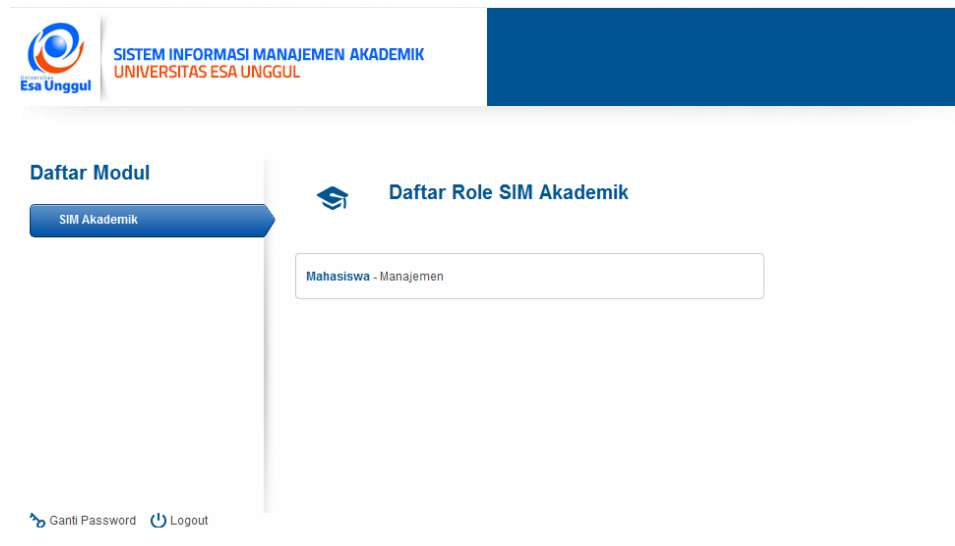 Universitas
Esa Unggul
SISTEM INFORMASI MANAJEMEN AKADEMIK
UNIVERSITAS ESA UNGGUL
Daftar Modul
SIM Akademik
Daftar Role SIM Akademik
Mahasiswa - Manajemen
Ganti Password Logout